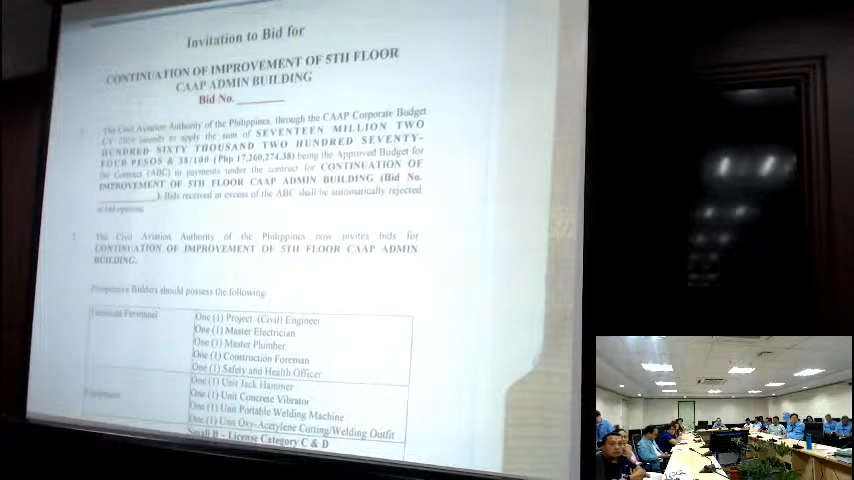 Invitation to Bid for
CONTINUATION OF IMPROVEMENT OF 5TH FLOOR
CAAP ADMIN BUILDING
Bid No. ________
The Civil Aviation Authority of the Philippines, through the CAAP Corporate Budget
CY 2019 intends to apply the sum of SEVENTEEN MILLION TWO
HUNDRED SIXTY THOUSAND TWO HUNDRED SEVENTY-
FOUR PESOS & 38/100 (Php 17,260,274.38) being the Approved Budget for
the Contract (ABC) to payments under the contract for CONTINUATION OF
IMPROVEMENT OF 5TH FLOOR CAAP ADMIN BUILDING (Bid No.
________). Bids received in excess of the ABC shall be automatically rejected
at bid opening.
The Civil Aviation Authority of the Philippines now invites bids for
CONTINUATION OF IMPROVEMENT OF 5TH FLOOR CAAP ADMIN
BUILDING.
Prospective Bidders should possess the following:
Technical Personnel
One (1) Project (Civil) Engineer
One (1) Master Electrician
One (1) Master Plumber
One (1) Construction Foreman
One (1) Safety and Health Officer
Equipment
One (1) Unit Jack Hammer
One (1) Unit Concrete Vibrator
One (1) Unit Portable Welding Machine
One (1) Unit Oxy-Acetylene Cutting/Welding Outfit
Small B – License Category C & D